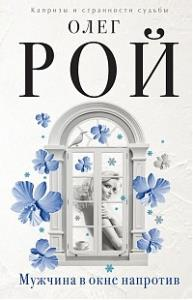 Капризы и странности судьбы
ОЛЕГ
РОЙ
Мужчина в окне напротив